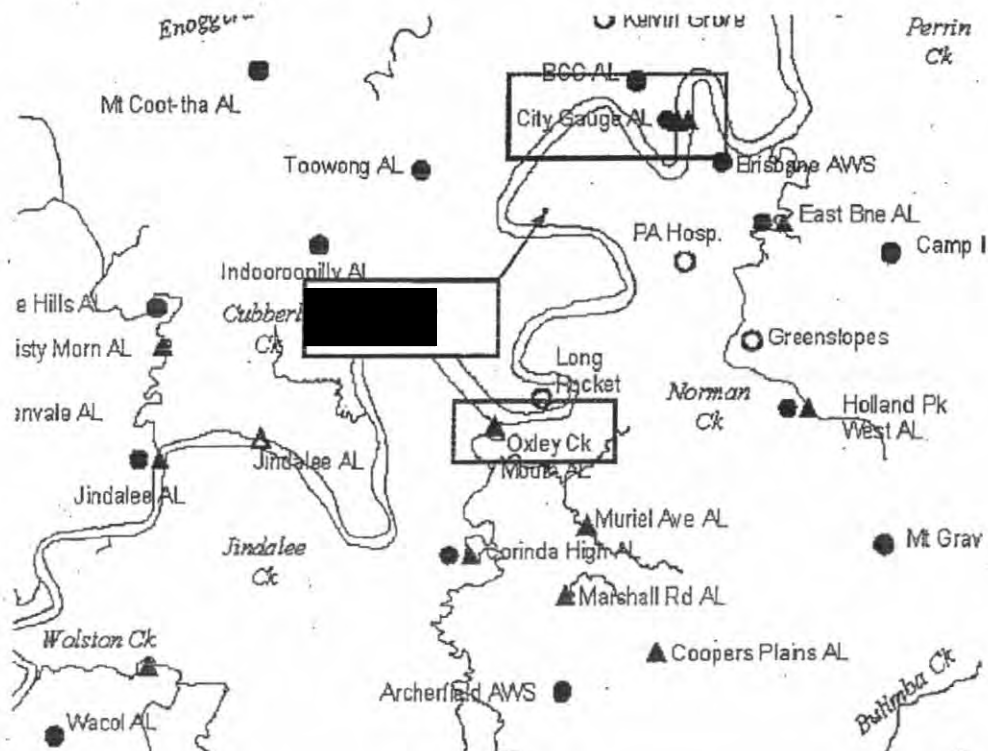 Kelvin Grove
Perrin
Ck
BCC AL
Mt Coot-tha AL
City Gauge AL
Toowong AL
Brisbane AWS
East Bne AL
PA Hosp.
Camp
Indooroopilly AL
e Hills AL
Ck
Greenslopes
isty Morn AL
Long
Pocket
Norman
Ck
Holland Pk
West AL
envale AL
Oxley Ck
Mouth AL
Jindalee AL
Jindalee AL
Muriel Ave AL
Jindalee
Ck
Corinda High AL
Mt Grav
Marshall Rd AL
Wolston Ck
Coopers Plains AL
Archerfield AWS
Bulimba Ck
Wacol AL